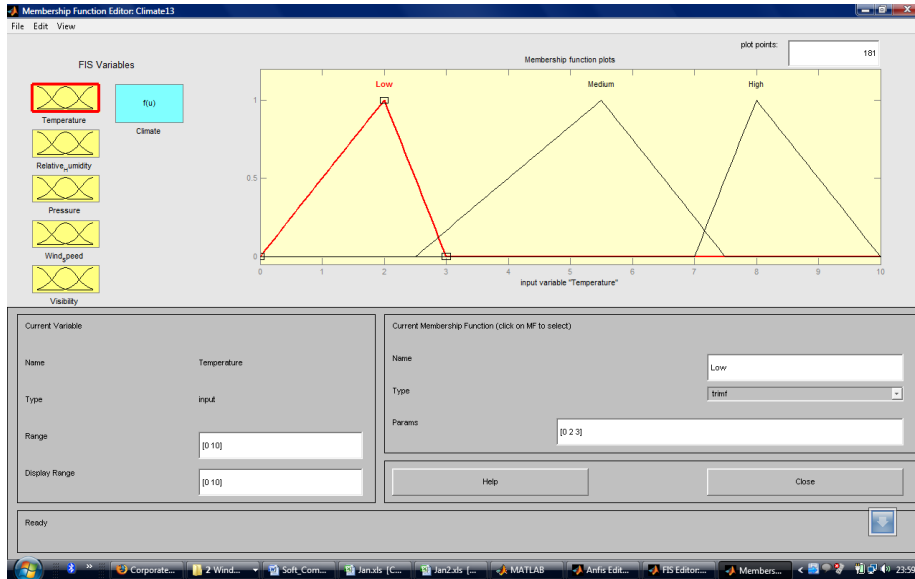 Membership Function Editor: Climate13
File Edit View
FIS Variables
Temperature
f(u)
Climate
Relative_Humidity
Pressure
Wind_Speed
Visibility
Membership function plots
plot points:
181
Low
Medium
High
1
0.5
0
0 1 2 3 4 5 6 7 8 9 10
input variable "Temperature"
Current Variable
Name Temperature
Type input
Range [0 10]
Display Range [0 10]
Current Membership Function (click on MF to select)
Name Low
Type trimf
Params [0 2 3]
Help Close
Ready
» Corporate... 2 Wind... Soft_Com... Jan.xls [C... Jan2.xls [... MATLAB Anfis Edit... FIS Editor:... Members... < 23:59